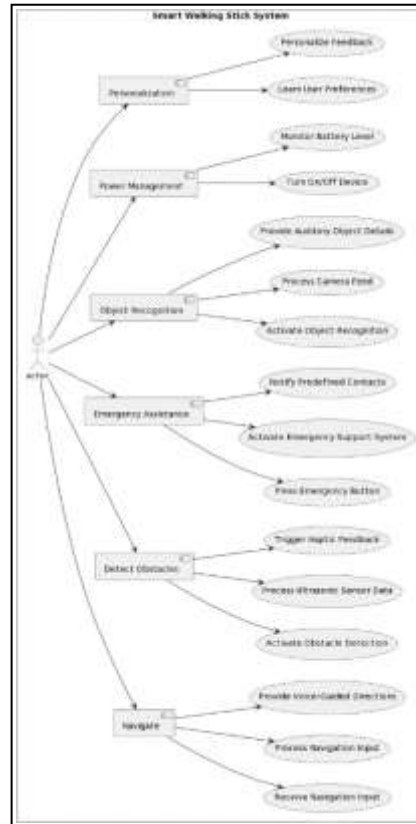 Smart Walking Stick System
Personalize Feedback
Learn User Preferences
Personalization
Monitor Battery Level
Turn On/Off Device
Power Management
Provide Auditory Object Details
Process Camera Feed
Activate Object Recognition
Object Recognition
Actor
Notify Predefined Contacts
Activate Emergency Support System
Press Emergency Button
Emergency Assistance
Trigger Haptic Feedback
Process Ultrasonic Sensor Data
Activate Obstacle Detection
Detect Obstacles
Provide Voice-Guided Directions
Process Navigation Input
Receive Navigation Input
Navigate